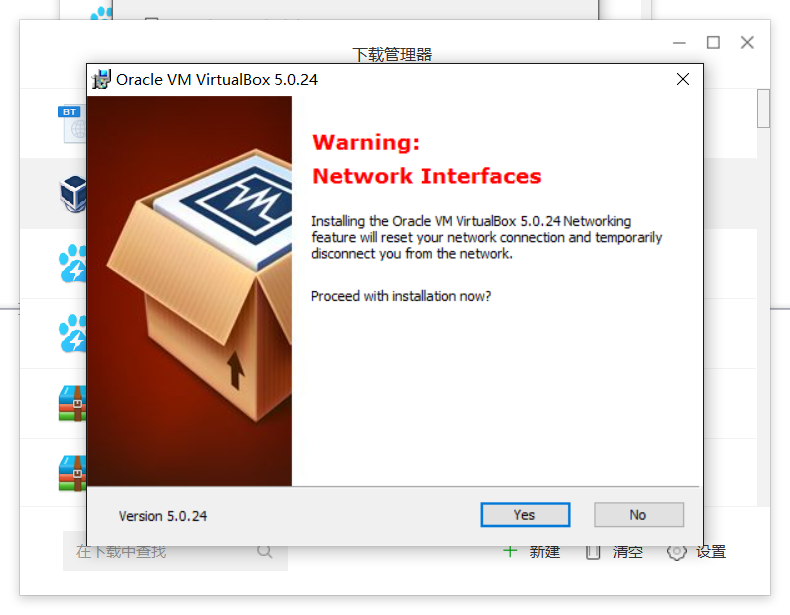 下载管理器
Oracle VM VirtualBox 5.0.24
BT
Warning:
Network Interfaces
Installing the Oracle VM VirtualBox 5.0.24 Networking
feature will reset your network connection and temporarily
disconnect you from the network.
Proceed with installation now?
Version 5.0.24
Yes
No
在下载中查找
新建
清空
设置